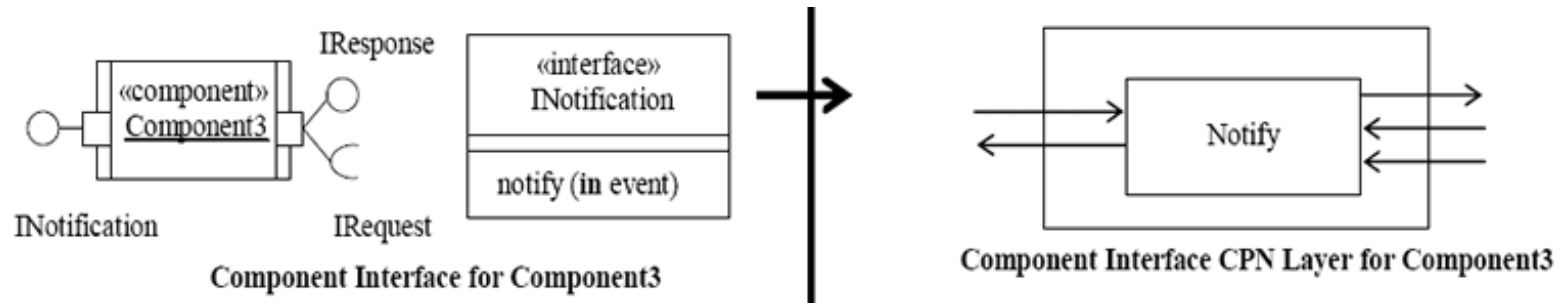 IResponse
«component»
Component3
INotification
IRequest
«interface»
INotification
notify (in event)
Component Interface for Component3
Notify
Component Interface CPN Layer for Component3